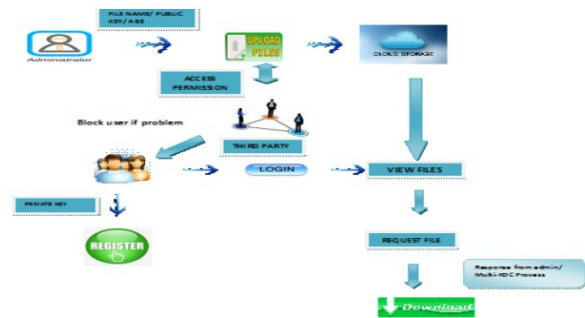 FILE NAME/ PUBLIC
KEY/ ABE
Administrator
UPLOAD
FILES
CLOUD STORAGE
ACCESS
PERMISSION
Block user if problem
THIRD PARTY
LOGIN
VIEW FILES
PRIVATE KEY
REGISTER
REQUEST FILE
Response from admin/
Multi-KDC Process
Download